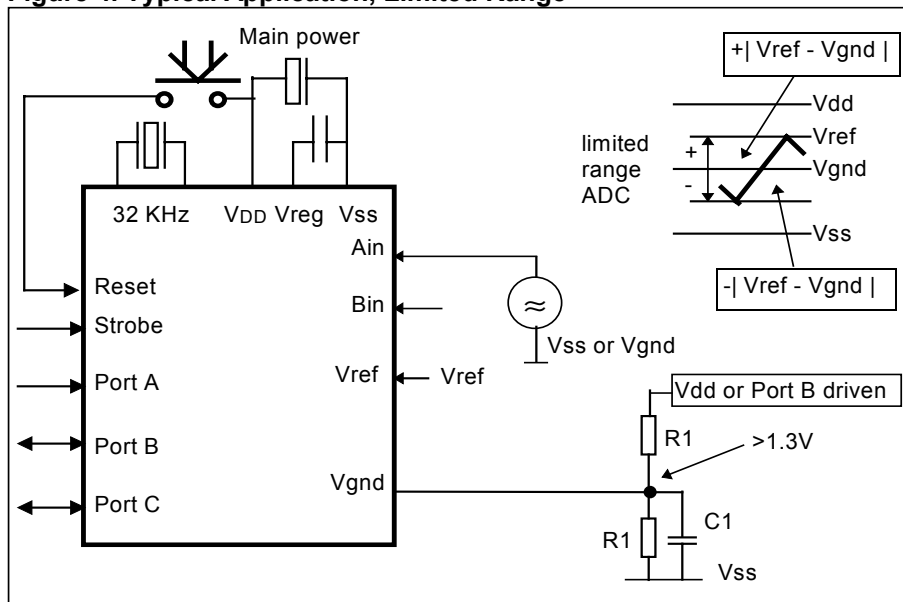 Figure 4. Typical Application, Limited Range
Main power
+| Vref - Vgnd |
Vdd
limited
range
ADC
+
-
Vref
Vgnd
Vss
-| Vref - Vgnd |
32 KHz
VDD Vreg Vss
Ain
Reset
Bin
Strobe
Vss or Vgnd
Port A
Vref
Vref
Vdd or Port B driven
R1
>1.3V
Port B
Vgnd
Port C
R1
C1
Vss